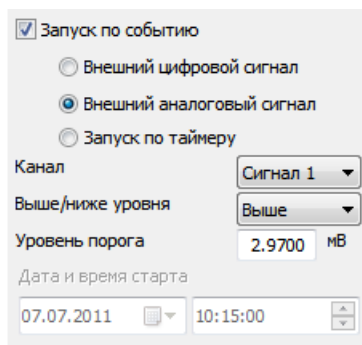 Запуск по событию
Внешний цифровой сигнал
Внешний аналоговый сигнал
Запуск по таймеру
Канал Сигнал 1
Выше/ниже уровня Выше
Уровень порога 2.9700 мВ
Дата и время старта
07.07.2011 10:15:00